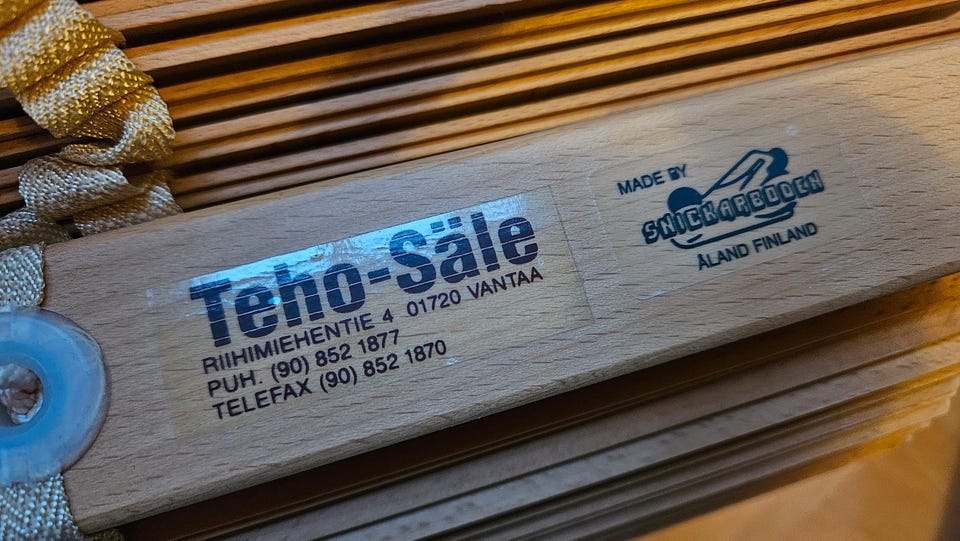 Teho-Säle
RIIHIMIEHENTIE 4 01720 VANTAA
PUH. (90) 852 1877
TELEFAX (90) 852 1870
MADE BY
SNICKARBODEN
ÅLAND FINLAND